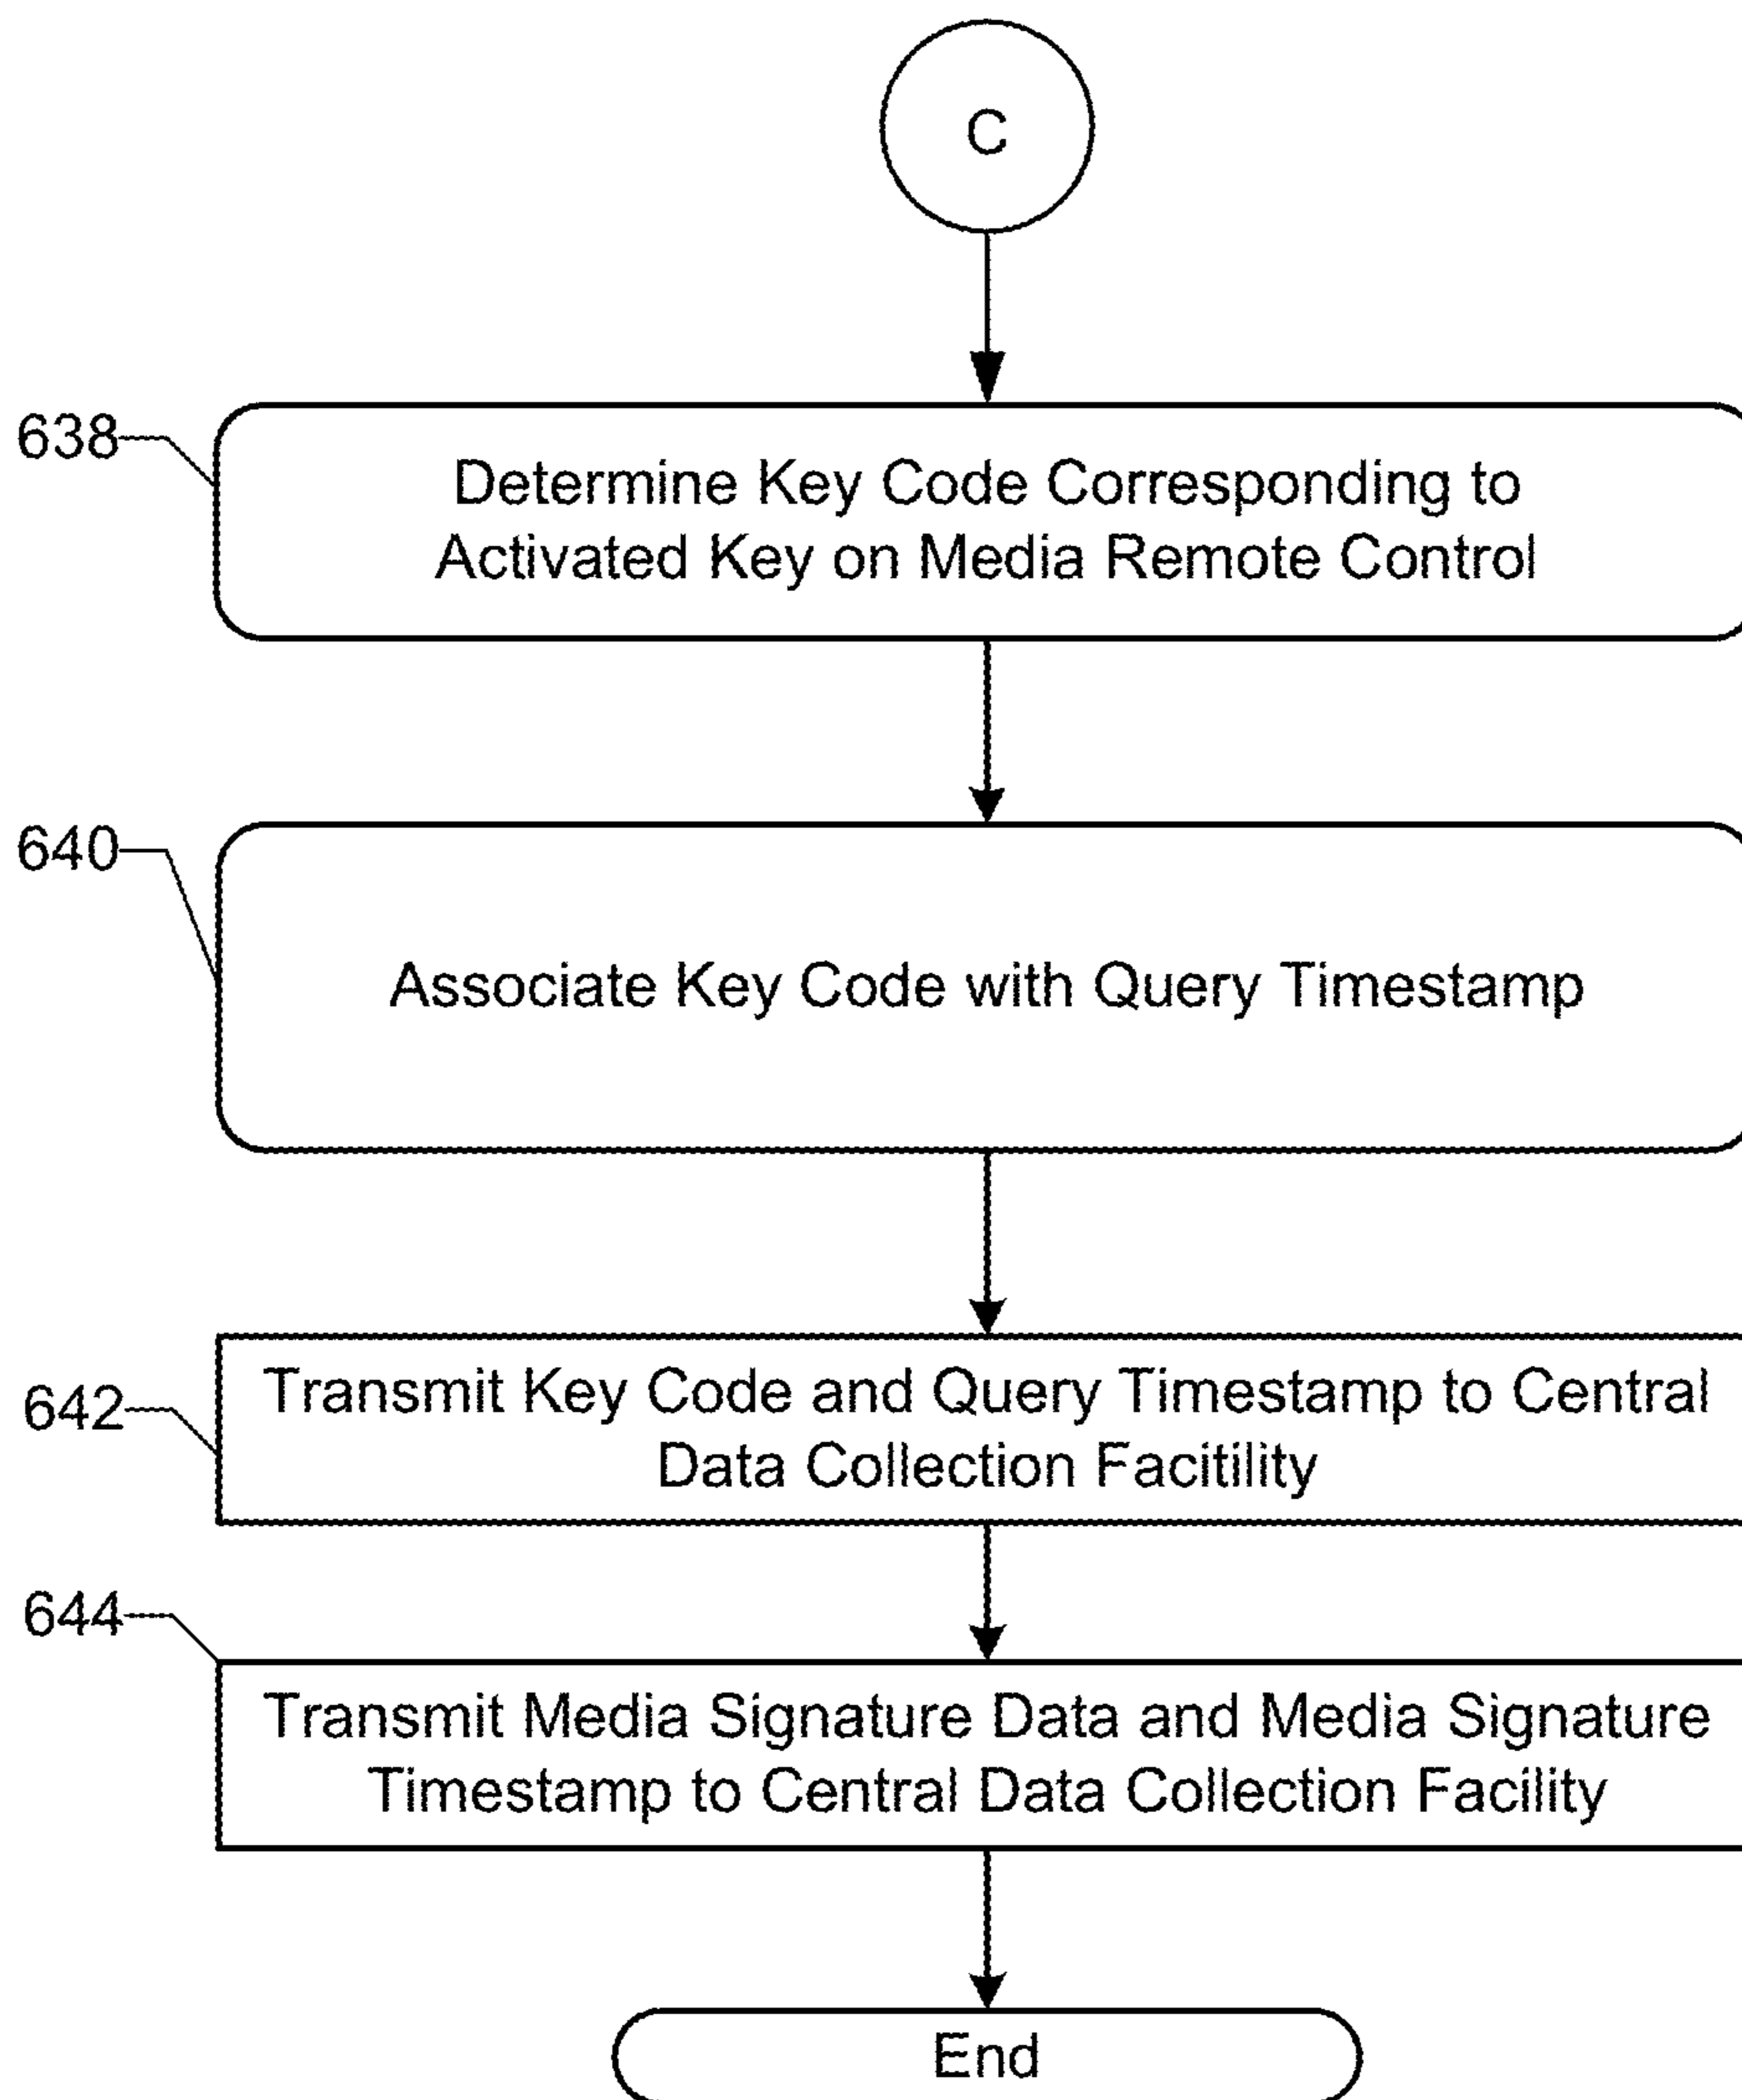 C
638
Determine Key Code Corresponding to
Activated Key on Media Remote Control
640
Associate Key Code with Query Timestamp
642
Transmit Key Code and Query Timestamp to Central
Data Collection Facitility
644
Transmit Media Signature Data and Media Signature
Timestamp to Central Data Collection Facility
End